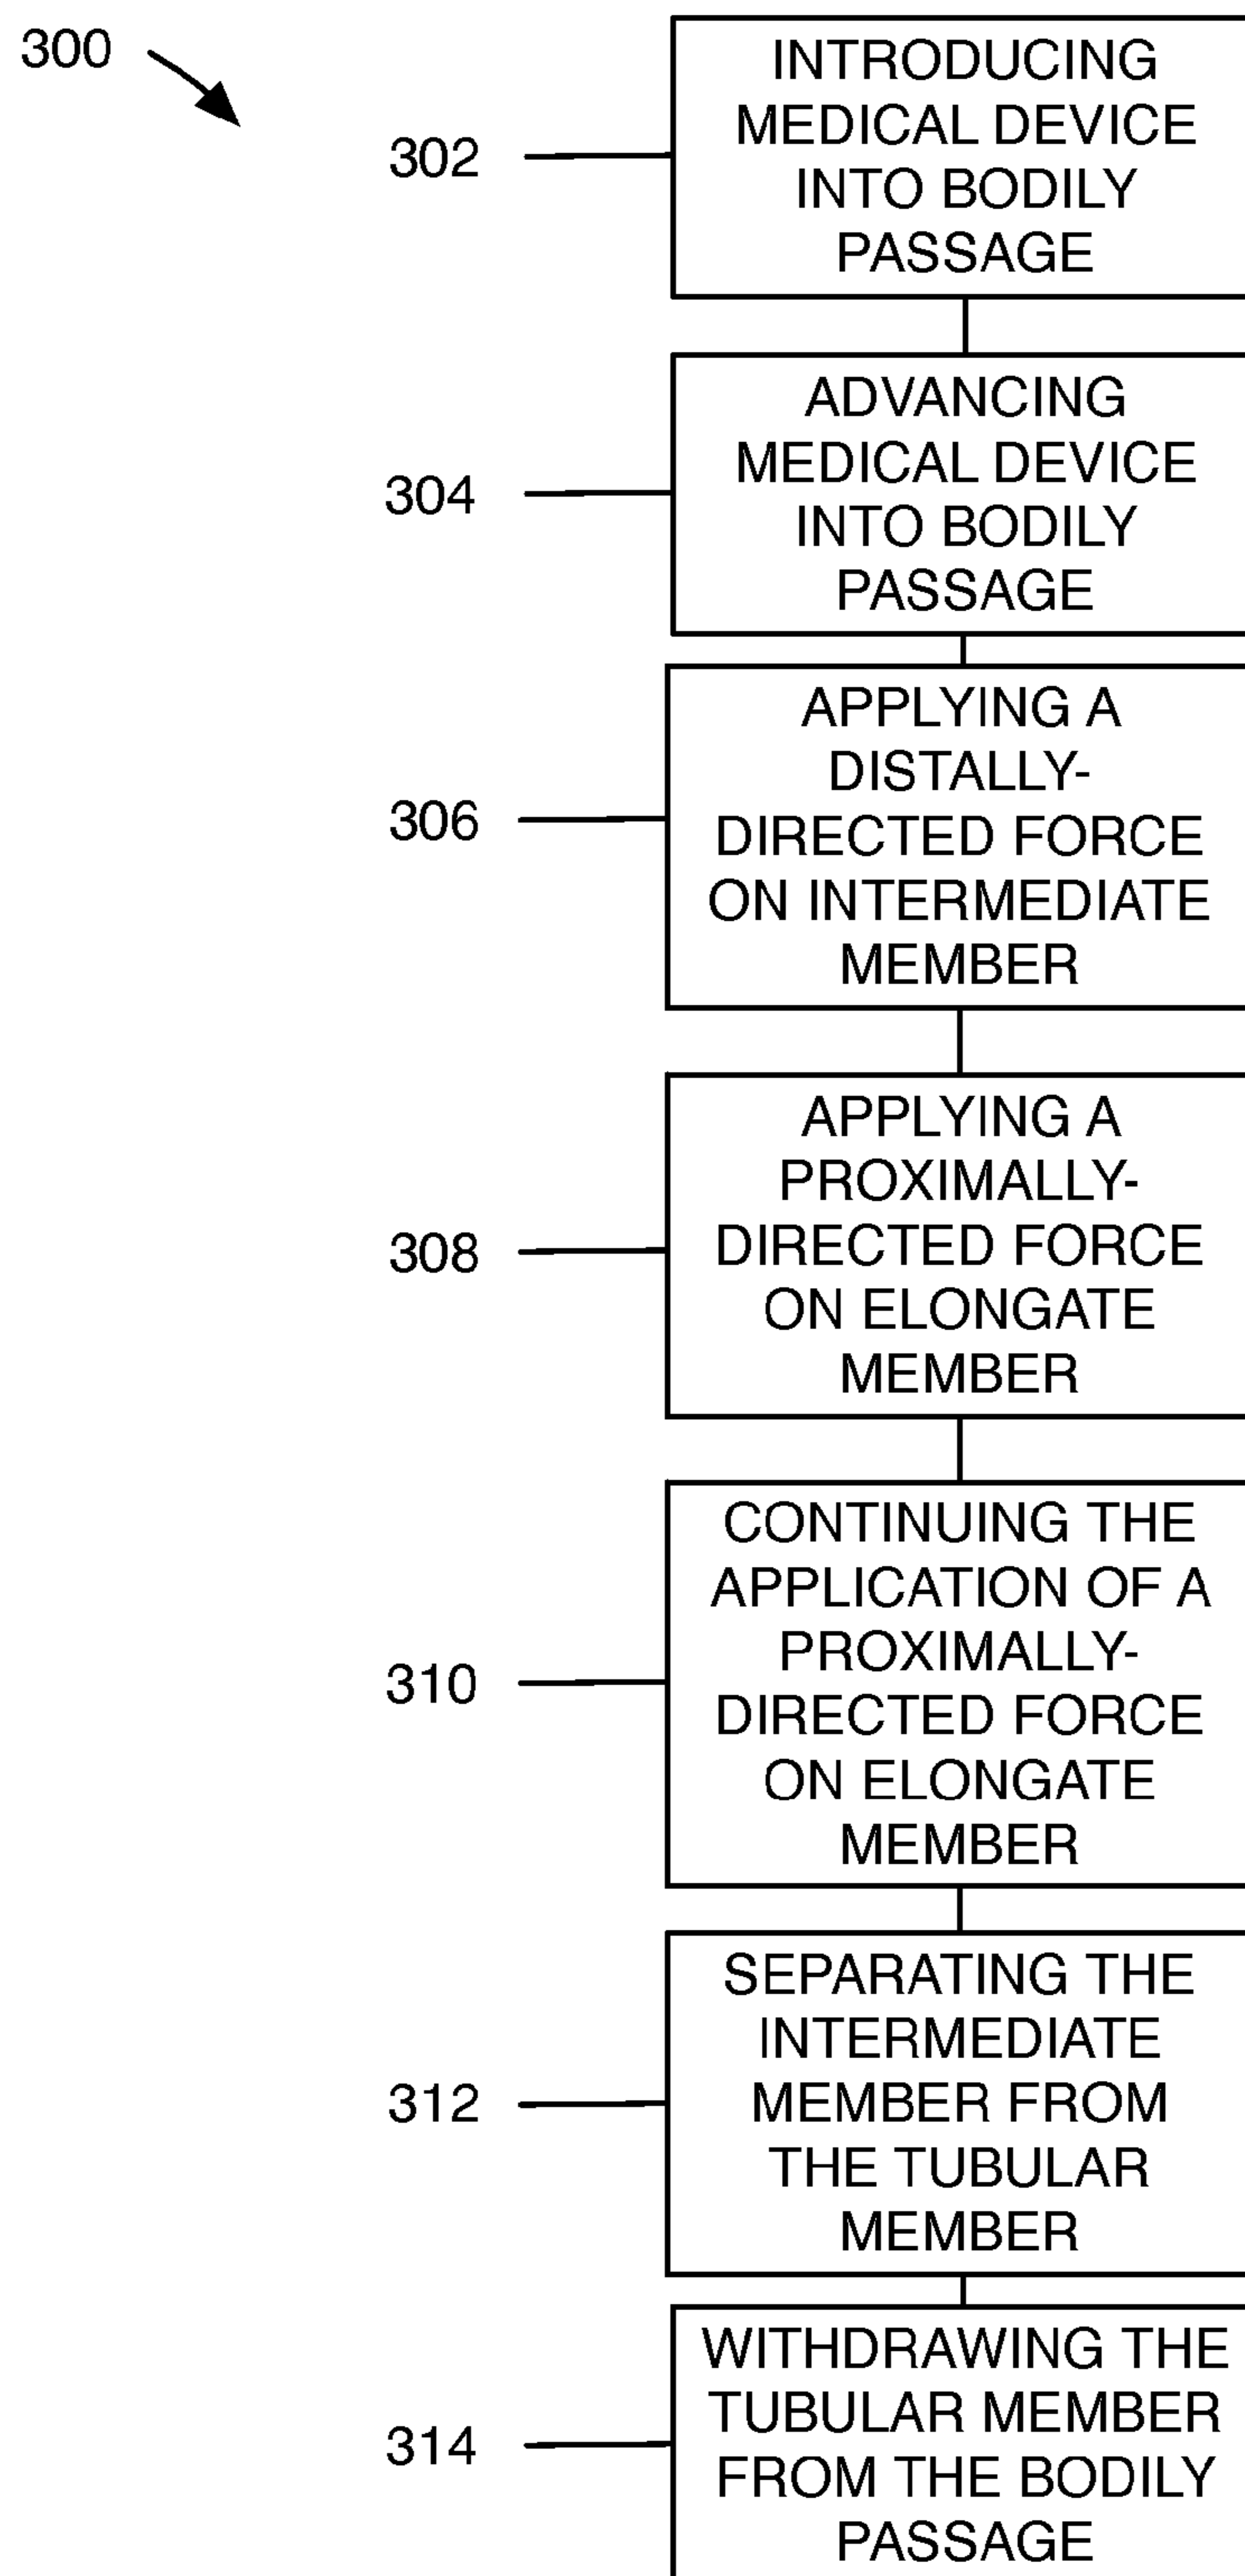 300
302
INTRODUCING
MEDICAL DEVICE
INTO BODILY
PASSAGE
304
ADVANCING
MEDICAL DEVICE
INTO BODILY
PASSAGE
306
APPLYING A
DISTALLY-
DIRECTED FORCE
ON INTERMEDIATE
MEMBER
308
APPLYING A
PROXIMALLY-
DIRECTED FORCE
ON ELONGATE
MEMBER
310
CONTINUING THE
APPLICATION OF A
PROXIMALLY-
DIRECTED FORCE
ON ELONGATE
MEMBER
312
SEPARATING THE
INTERMEDIATE
MEMBER FROM
THE TUBULAR
MEMBER
314
WITHDRAWING THE
TUBULAR MEMBER
FROM THE BODILY
PASSAGE